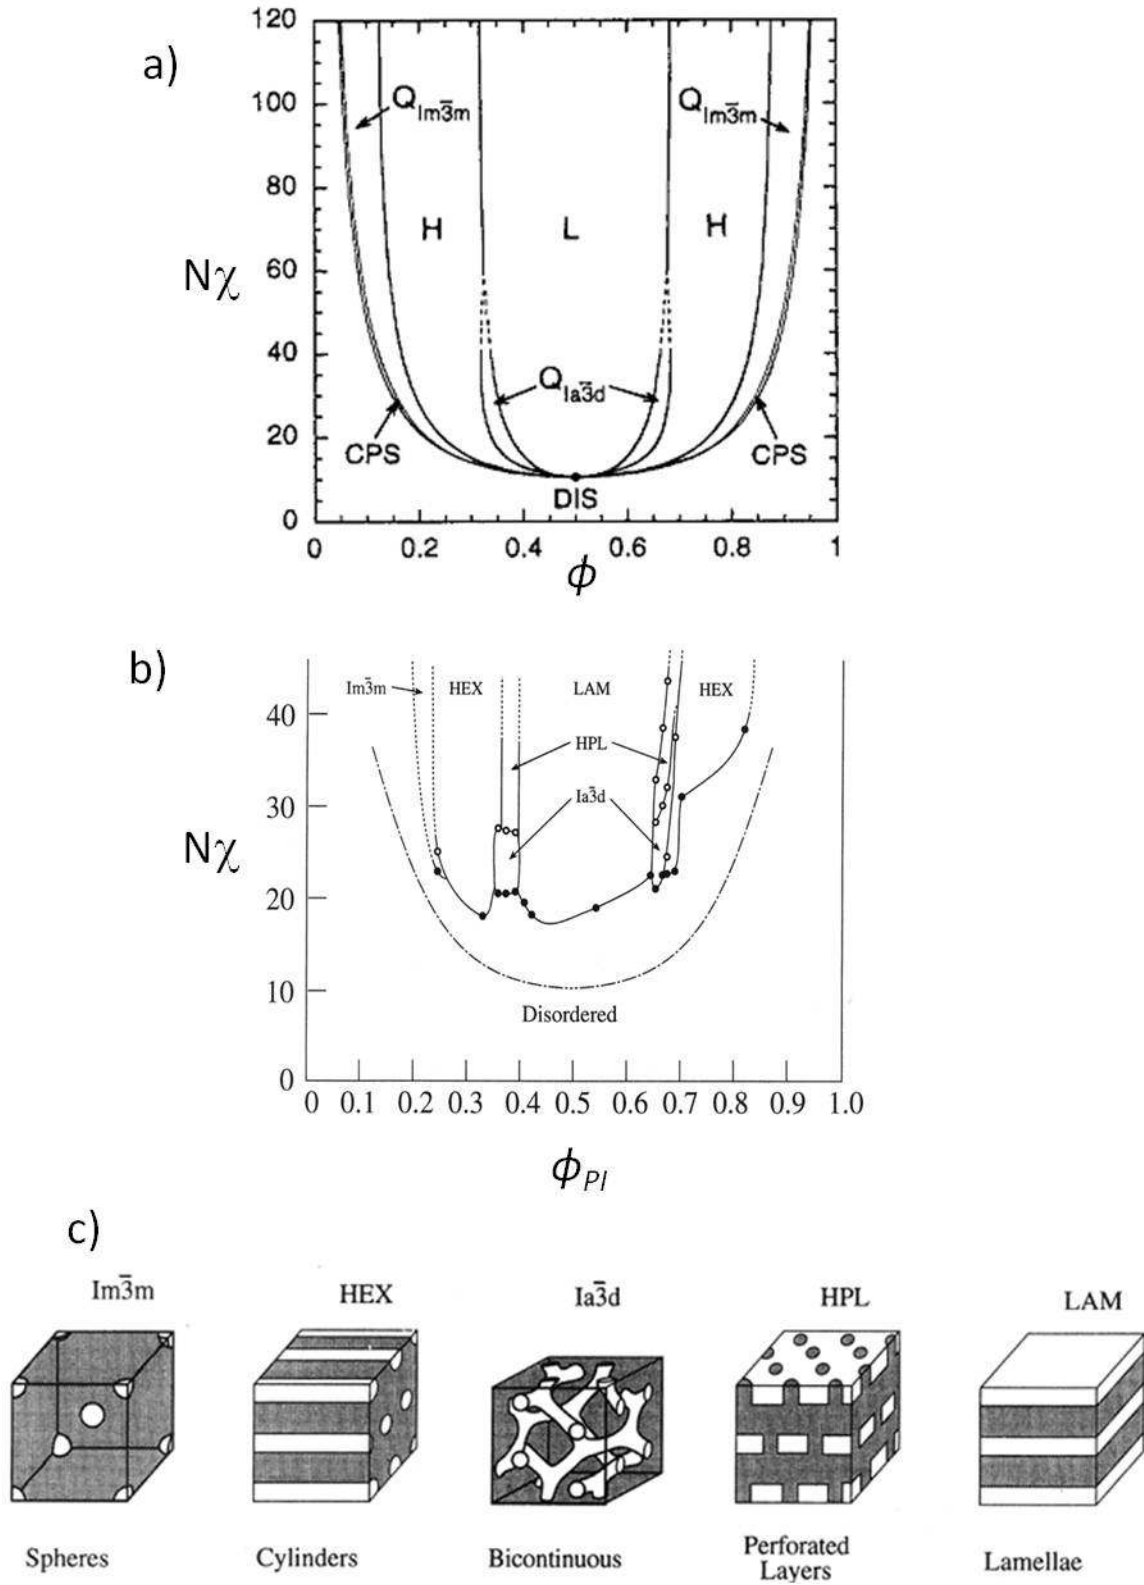 a)
120
100
80
60
40
20
0
Nχ
Q_Im3̄m
Q_Im3̄m
H
L
H
Q_Ia3̄d
CPS
CPS
DIS
0 0.2 0.4 0.6 0.8 1
ϕ
b)
Im3̄m
HEX
LAM
HEX
HPL
Ia3̄d
40
30
20
10
0
Nχ
Disordered
0 0.1 0.2 0.3 0.4 0.5 0.6 0.7 0.8 0.9 1.0
ϕ_PI
c)
Im3̄m HEX Ia3̄d HPL LAM
Spheres Cylinders Bicontinuous Perforated
Layers Lamellae